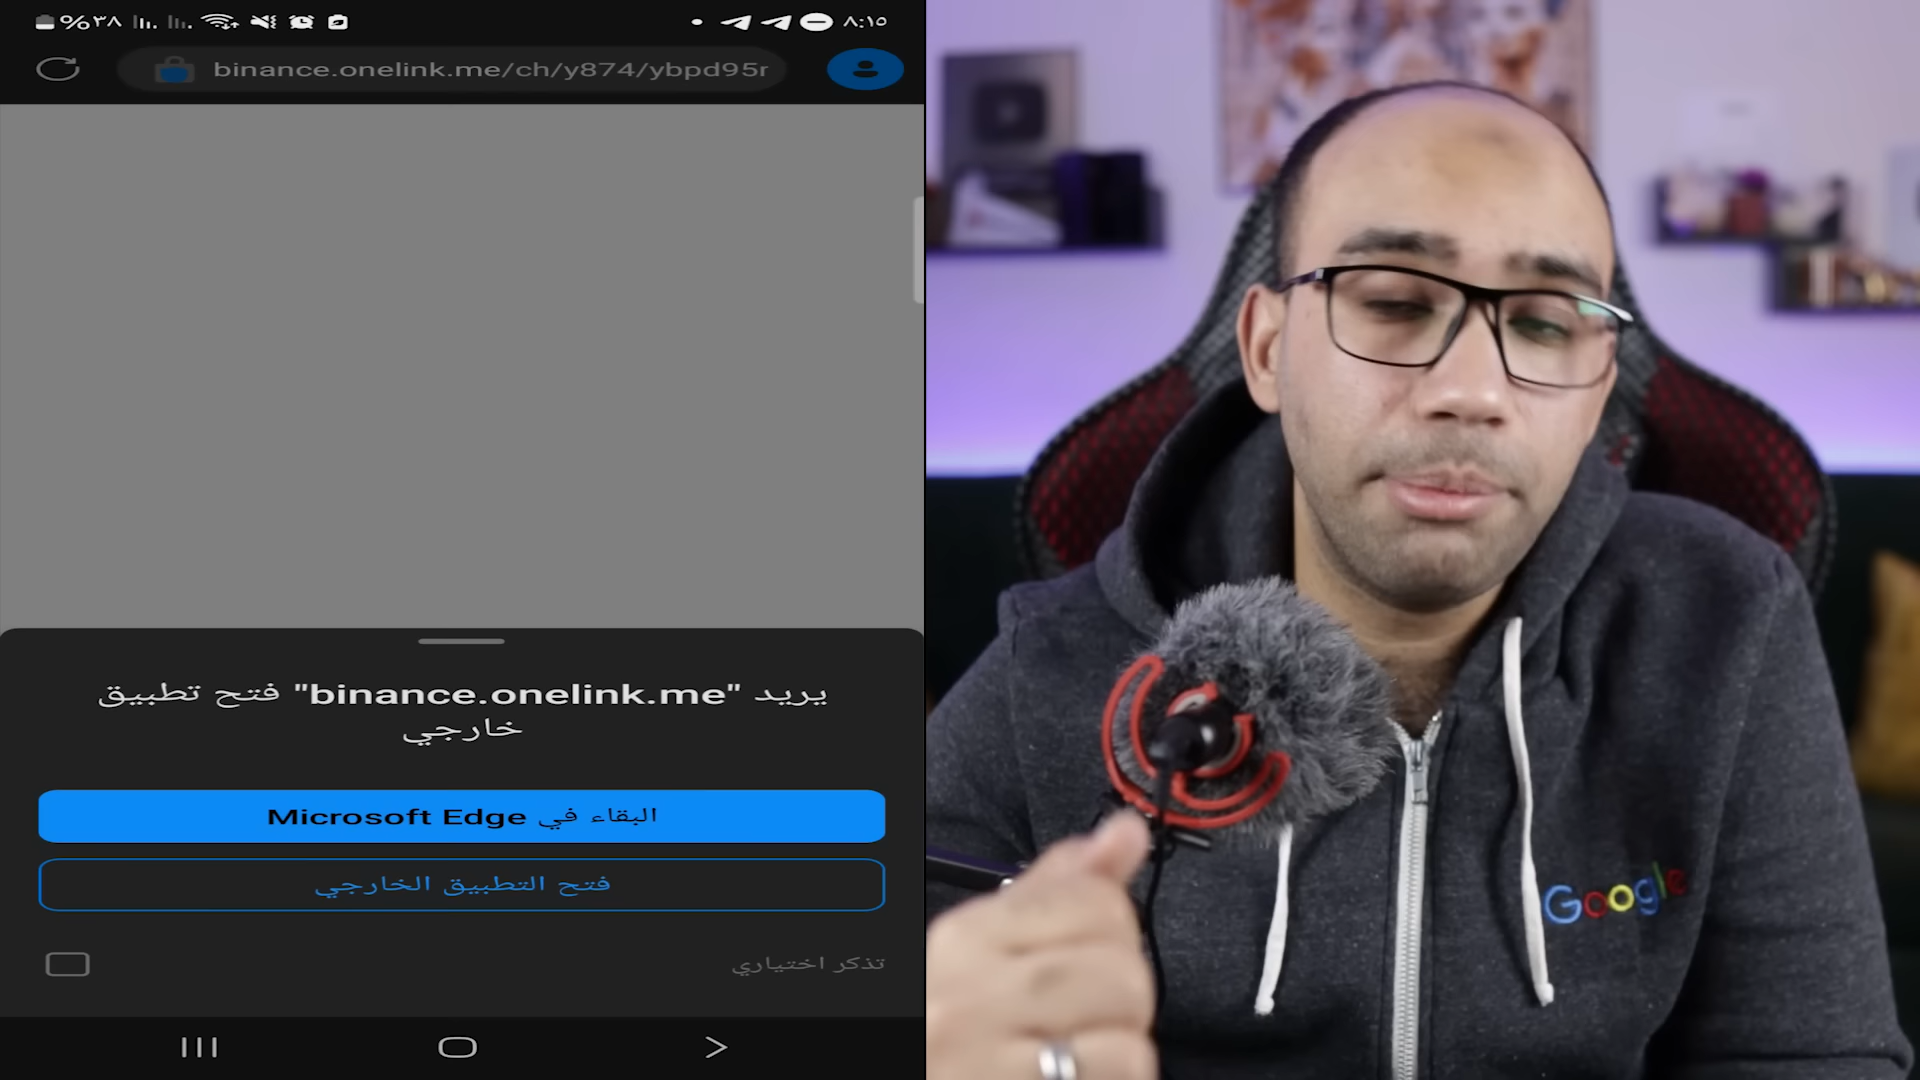 %٣٨
٨:١٥
binance.onelink.me/ch/y874/ybpd95r
يريد "binance.onelink.me" فتح تطبيق
خارجي
البقاء في Microsoft Edge
فتح التطبيق الخارجي
تذكر اختياري
Google